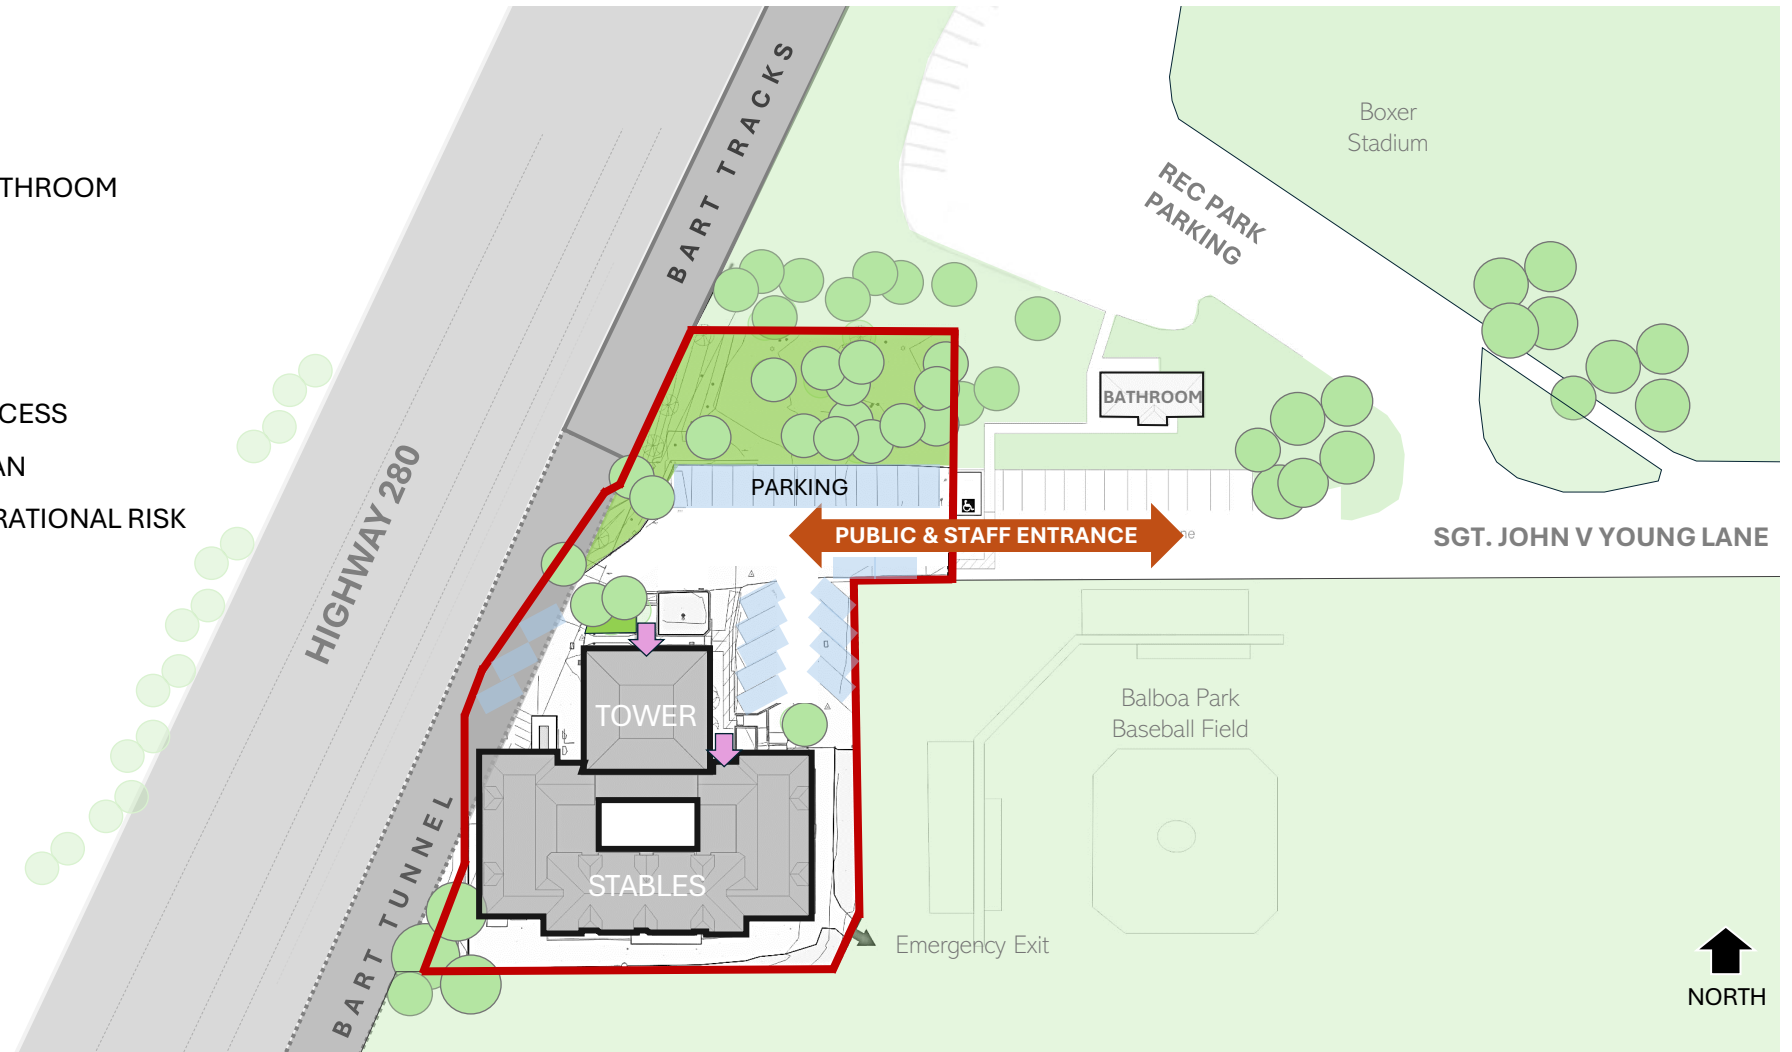 THROOM
CESS
AN
RATIONAL RISK
HIGHWAY 280
BART TRACKS
BART TUNNEL
Boxer
Stadium
REC PARK
PARKING
BATHROOM
PARKING
PUBLIC & STAFF ENTRANCE
ne
SGT. JOHN V YOUNG LANE
TOWER
STABLES
Balboa Park
Baseball Field
Emergency Exit
NORTH